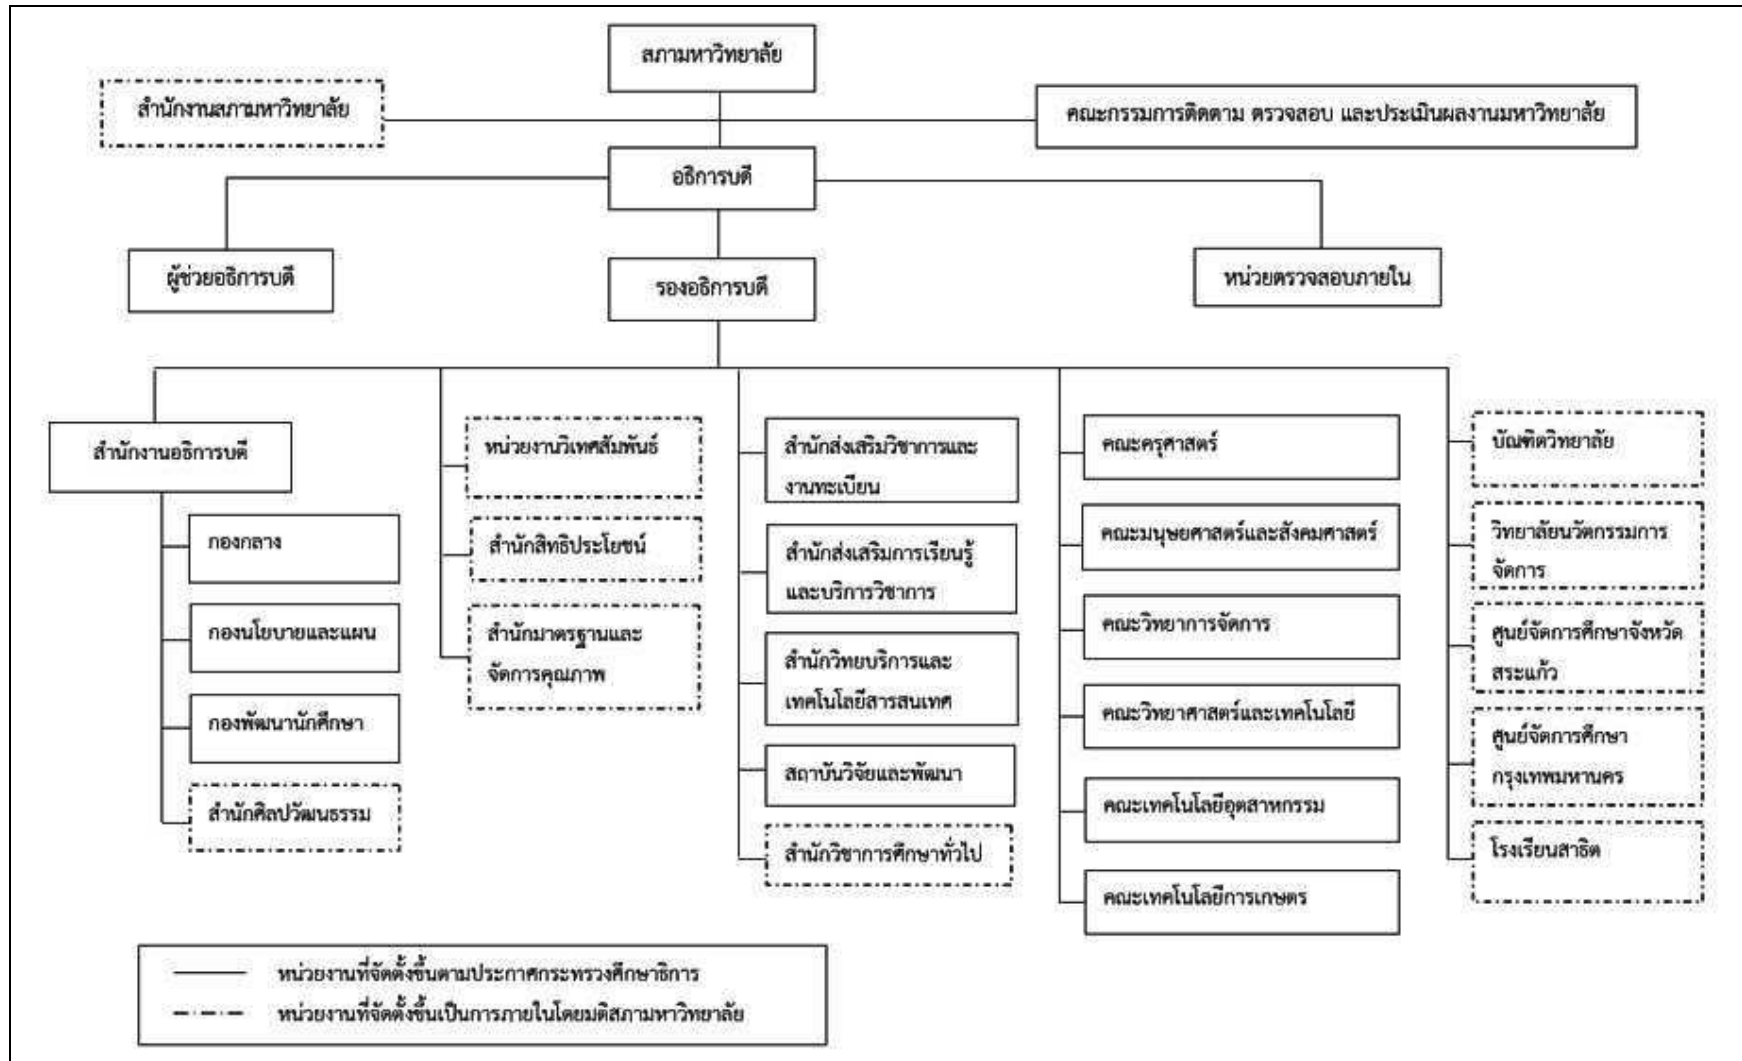 สภามหาวิทยาลัย
สำนักงานสภามหาวิทยาลัย
คณะกรรมการติดตาม ตรวจสอบ และประเมินผลงานมหาวิทยาลัย
อธิการบดี
ผู้ช่วยอธิการบดี
รองอธิการบดี
หน่วยตรวจสอบภายใน
สำนักงานอธิการบดี
กองกลาง
กองนโยบายและแผน
กองพัฒนานักศึกษา
สำนักศิลปวัฒนธรรม
หน่วยงานวิเทศสัมพันธ์
สำนักสิทธิประโยชน์
สำนักมาตรฐานและ
จัดการคุณภาพ
สำนักส่งเสริมวิชาการและ
งานทะเบียน
สำนักส่งเสริมการเรียนรู้
และบริการวิชาการ
สำนักวิทยบริการและ
เทคโนโลยีสารสนเทศ
สถาบันวิจัยและพัฒนา
สำนักวิชาการศึกษาทั่วไป
คณะครุศาสตร์
คณะมนุษยศาสตร์และสังคมศาสตร์
คณะวิทยาการจัดการ
คณะวิทยาศาสตร์และเทคโนโลยี
คณะเทคโนโลยีอุตสาหกรรม
คณะเทคโนโลยีการเกษตร
บัณฑิตวิทยาลัย
วิทยาลัยนวัตกรรมการ
จัดการ
ศูนย์จัดการศึกษาจังหวัด
สระแก้ว
ศูนย์จัดการศึกษา
กรุงเทพมหานคร
โรงเรียนสาธิต
หน่วยงานที่จัดตั้งขึ้นตามประกาศกระทรวงศึกษาธิการ
หน่วยงานที่จัดตั้งขึ้นเป็นการภายในโดยมติสภามหาวิทยาลัย